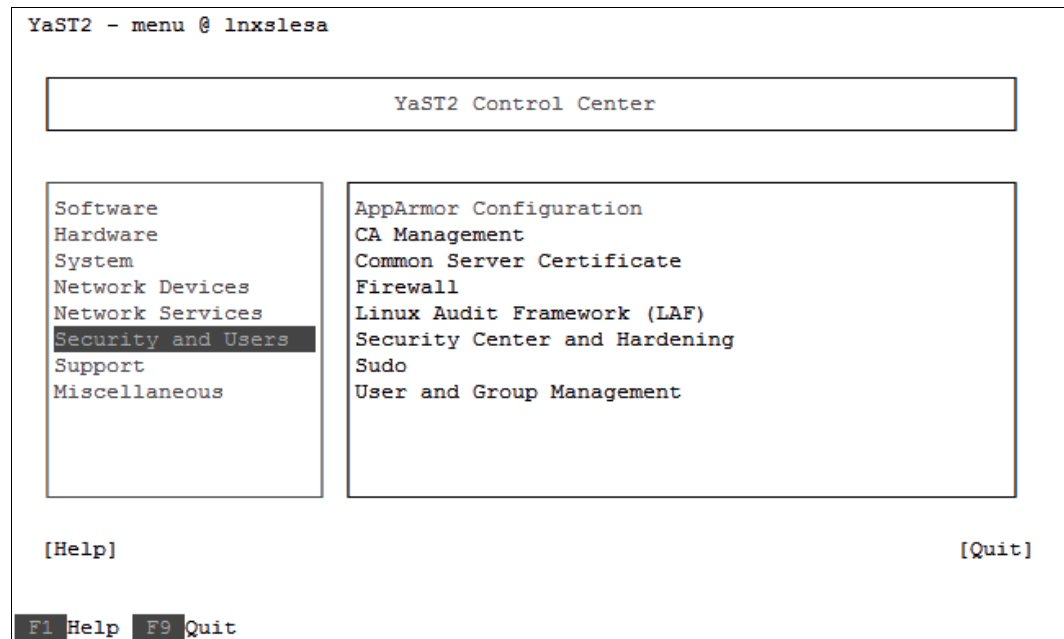 YaST2 - menu @ lnxslesa
YaST2 Control Center
Software
Hardware
System
Network Devices
Network Services
Security and Users
Support
Miscellaneous
AppArmor Configuration
CA Management
Common Server Certificate
Firewall
Linux Audit Framework (LAF)
Security Center and Hardening
Sudo
User and Group Management
[Help]
[Quit]
F1 Help F9 Quit